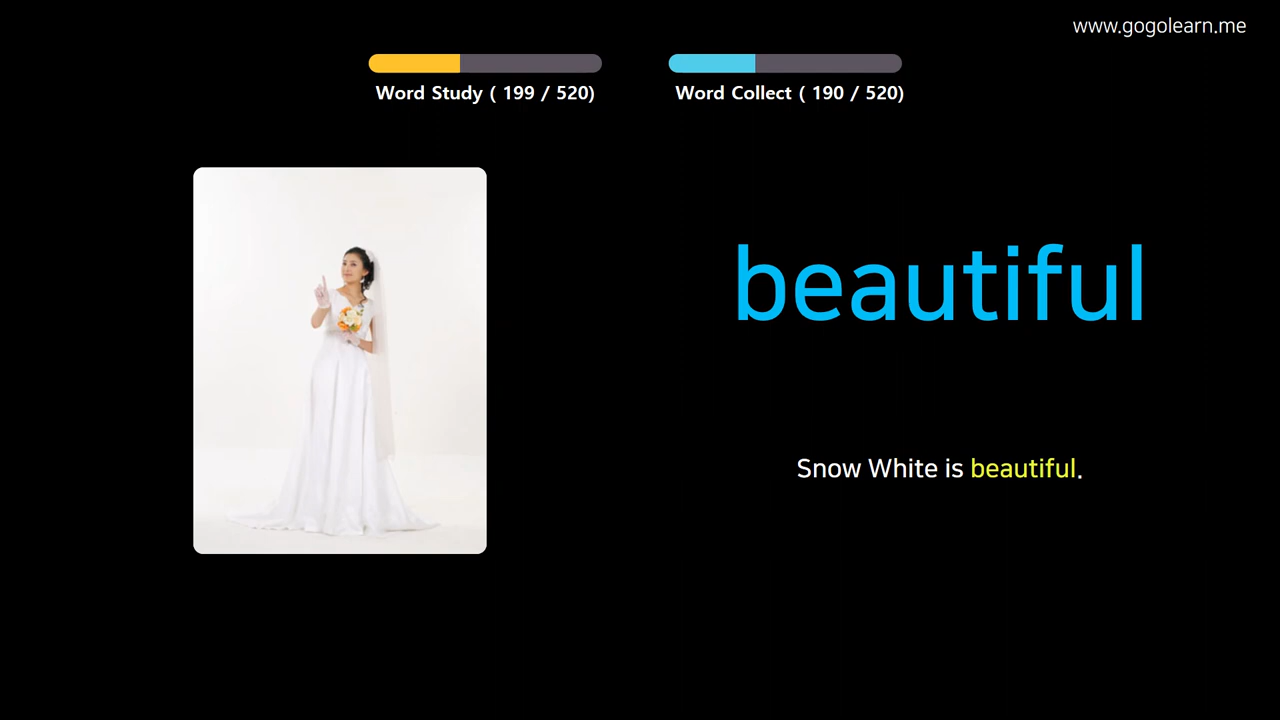 www.gogolearn.me
Word Study ( 199 / 520)
Word Collect ( 190 / 520)
beautiful
Snow White is beautiful.